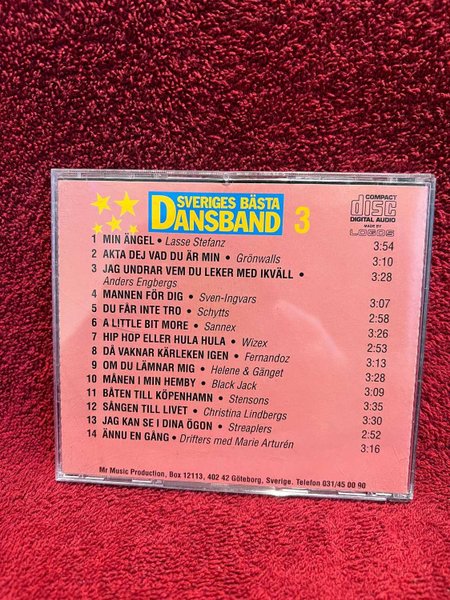 SVERIGES BÄSTA
DANSBAND 3
COMPACT
disc
DIGITAL AUDIO
MADE BY
LOGOS
1 MIN ÄNGEL • Lasse Stefanz 3:54
2 AKTA DEJ VAD DU ÄR MIN • Grönwalls 3:10
3 JAG UNDRAR VEM DU LEKER MED IKVÄLL • 3:28
Anders Engbergs
4 MANNEN FÖR DIG • Sven-Ingvars 3:07
5 DU FÅR INTE TRO • Schytts 2:58
6 A LITTLE BIT MORE • Sannex 3:26
7 HIP HOP ELLER HULA HULA • Wizex 2:53
8 DÅ VAKNAR KÄRLEKEN IGEN • Fernandoz 3:13
9 OM DU LÄMNAR MIG • Helene & Gänget 3:28
10 MÅNEN I MIN HEMBY • Black Jack 3:09
11 BÅTEN TILL KÖPENHAMN • Stensons 3:35
12 SÅNGEN TILL LIVET • Christina Lindbergs 3:30
13 JAG KAN SE I DINA ÖGON • Streaplers 2:52
14 ÄNNU EN GÅNG • Drifters med Marie Arturén 3:16
Mr Music Production, Box 12113, 402 42 Göteborg, Sverige. Telefon 031/45 00 90